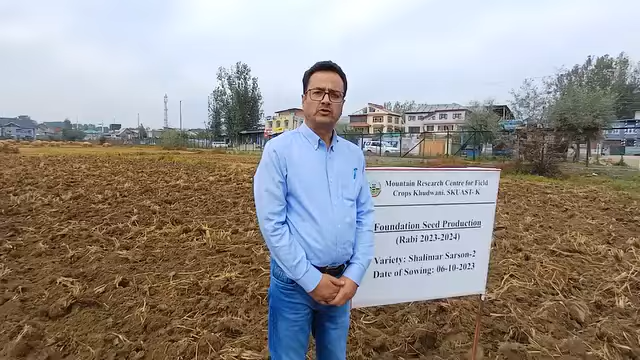 Mountain Research Centre for Field
Crops Khudwani, SKUAST- K
Foundation Seed Production
(Rabi 2023-2024)
Variety: Shalimar Sarson-2
Date of Sowing: 06-10-2023